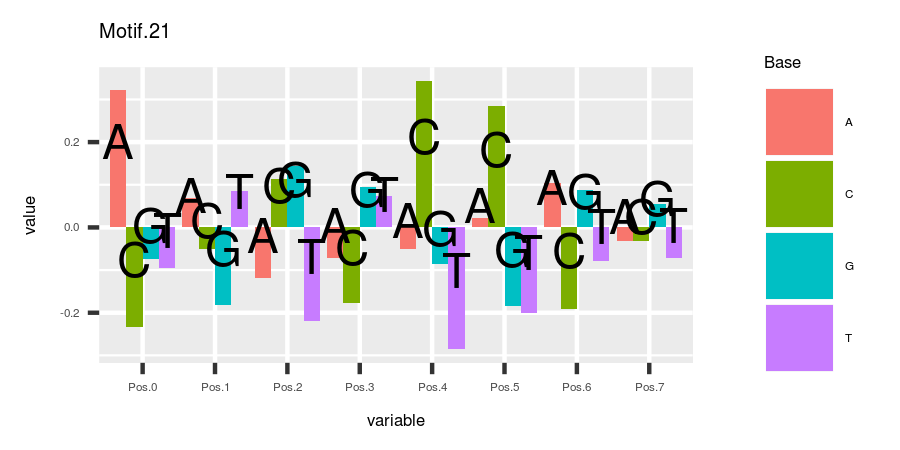 Motif.21
value
0.2
0.0
-0.2
A C G T A C G T A C G T A C G T A C G T A C G T A C G T A C G T
Pos.0 Pos.1 Pos.2 Pos.3 Pos.4 Pos.5 Pos.6 Pos.7
variable
Base
A
C
G
T